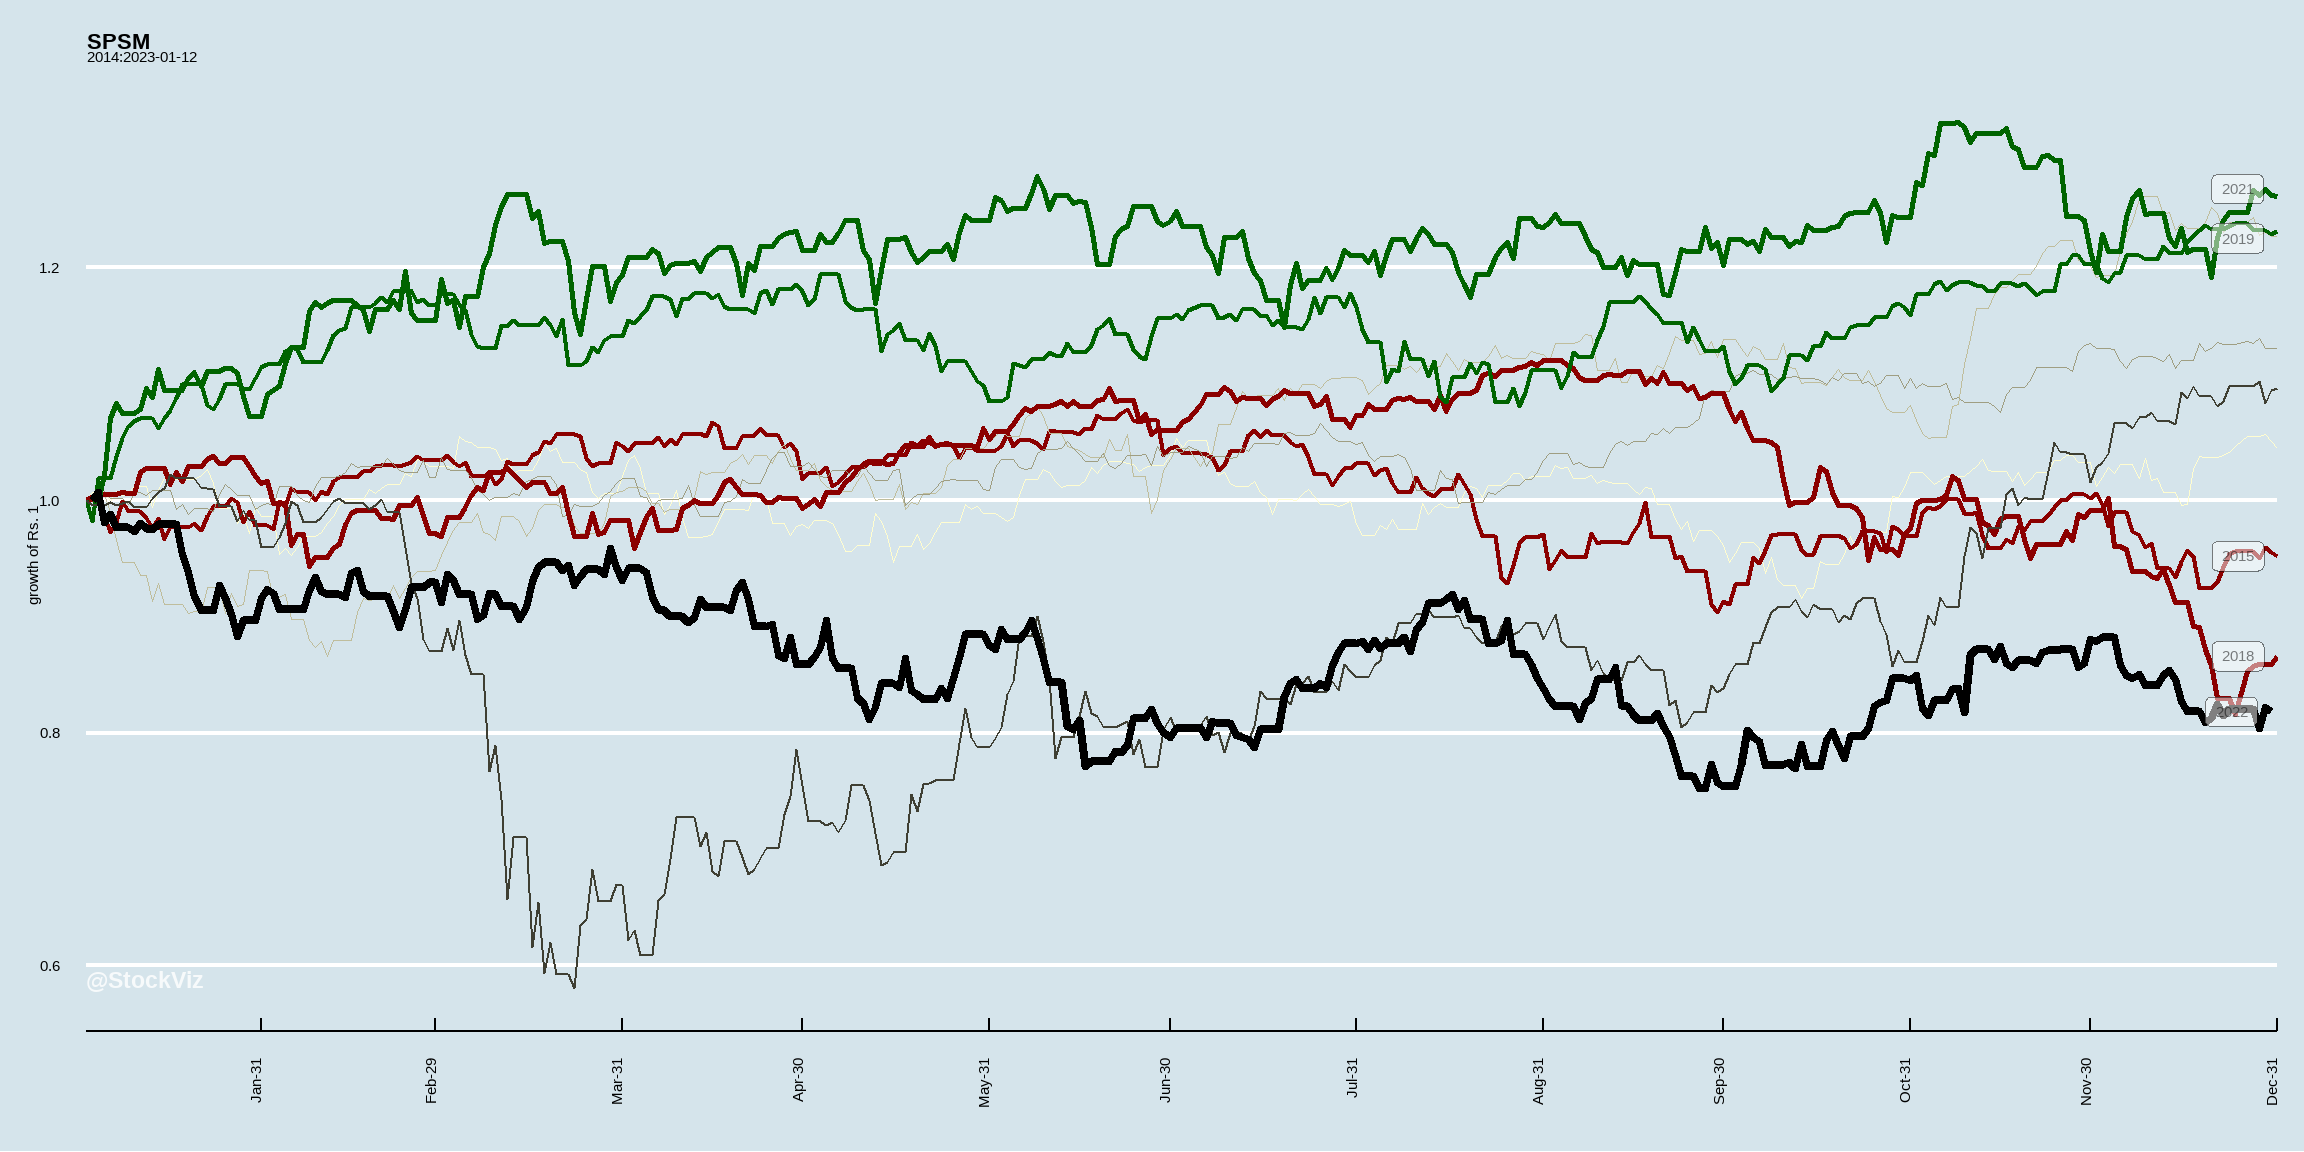 SPSM
2014:2023-01-12
growth of Rs. 1
1.2
1.0
0.8
0.6
2021
2019
2015
2018
2022
@StockViz
Jan-31
Feb-29
Mar-31
Apr-30
May-31
Jun-30
Jul-31
Aug-31
Sep-30
Oct-31
Nov-30
Dec-31